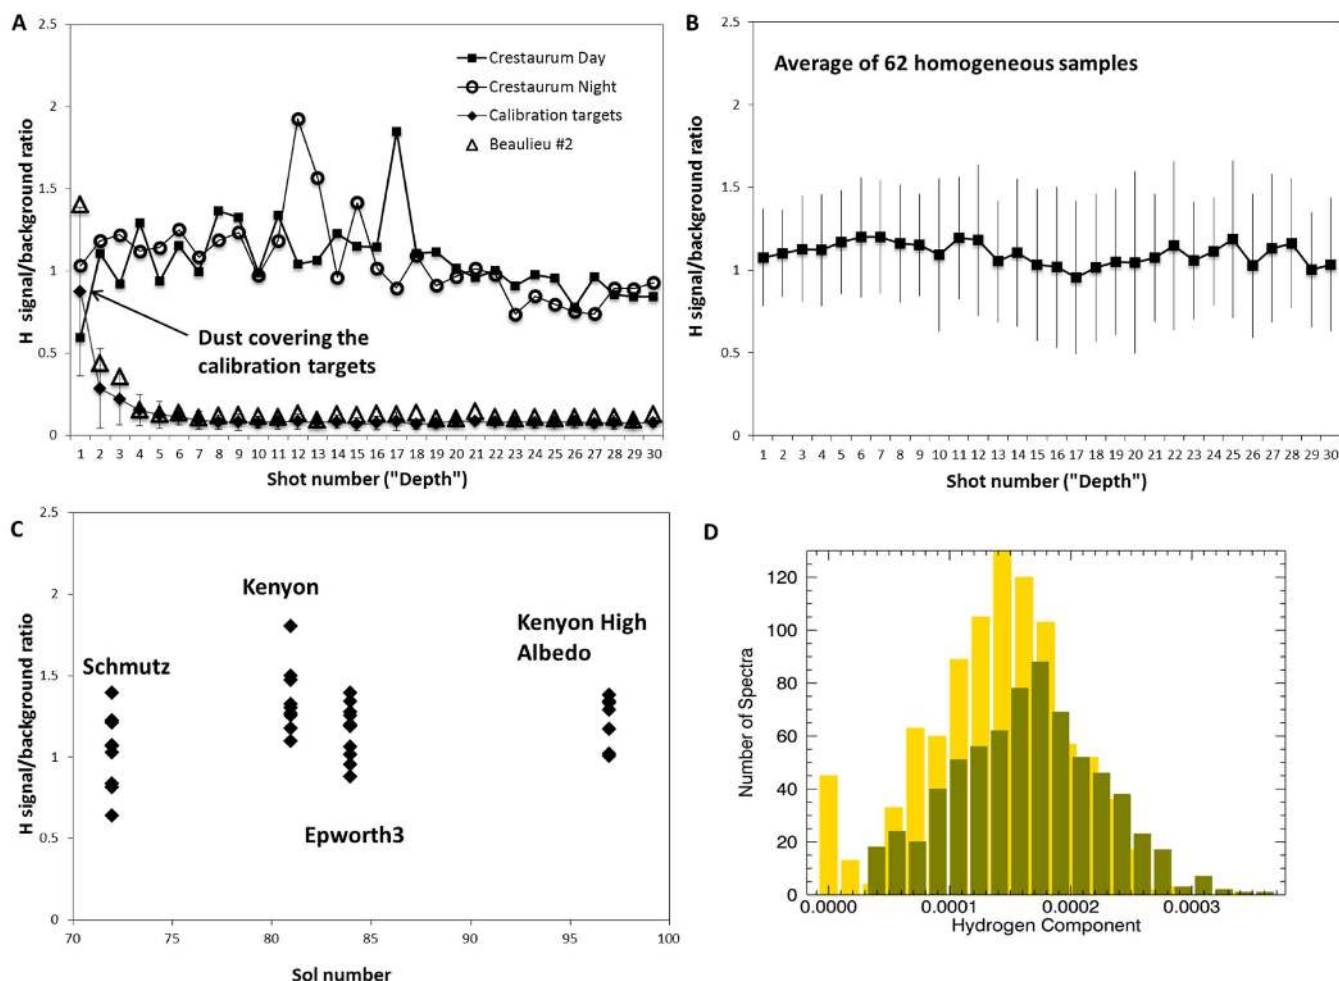 A
2.5
2
1.5
1
0.5
0
H signal/background ratio
Crestaurum Day
Crestaurum Night
Calibration targets
Beaulieu #2
Dust covering the
calibration targets
1 2 3 4 5 6 7 8 9 10 11 12 13 14 15 16 17 18 19 20 21 22 23 24 25 26 27 28 29 30
Shot number ("Depth")
B
2.5
2
1.5
1
0.5
0
H signal/background ratio
Average of 62 homogeneous samples
1 2 3 4 5 6 7 8 9 10 11 12 13 14 15 16 17 18 19 20 21 22 23 24 25 26 27 28 29 30
Shot number ("Depth")
C
2.5
2
1.5
1
0.5
0
H signal/background ratio
Schmutz
Kenyon
Epworth3
Kenyon High
Albedo
70 75 80 85 90 95 100
Sol number
D
120
100
80
60
40
20
0
Number of Spectra
0.0000 0.0001 0.0002 0.0003
Hydrogen Component